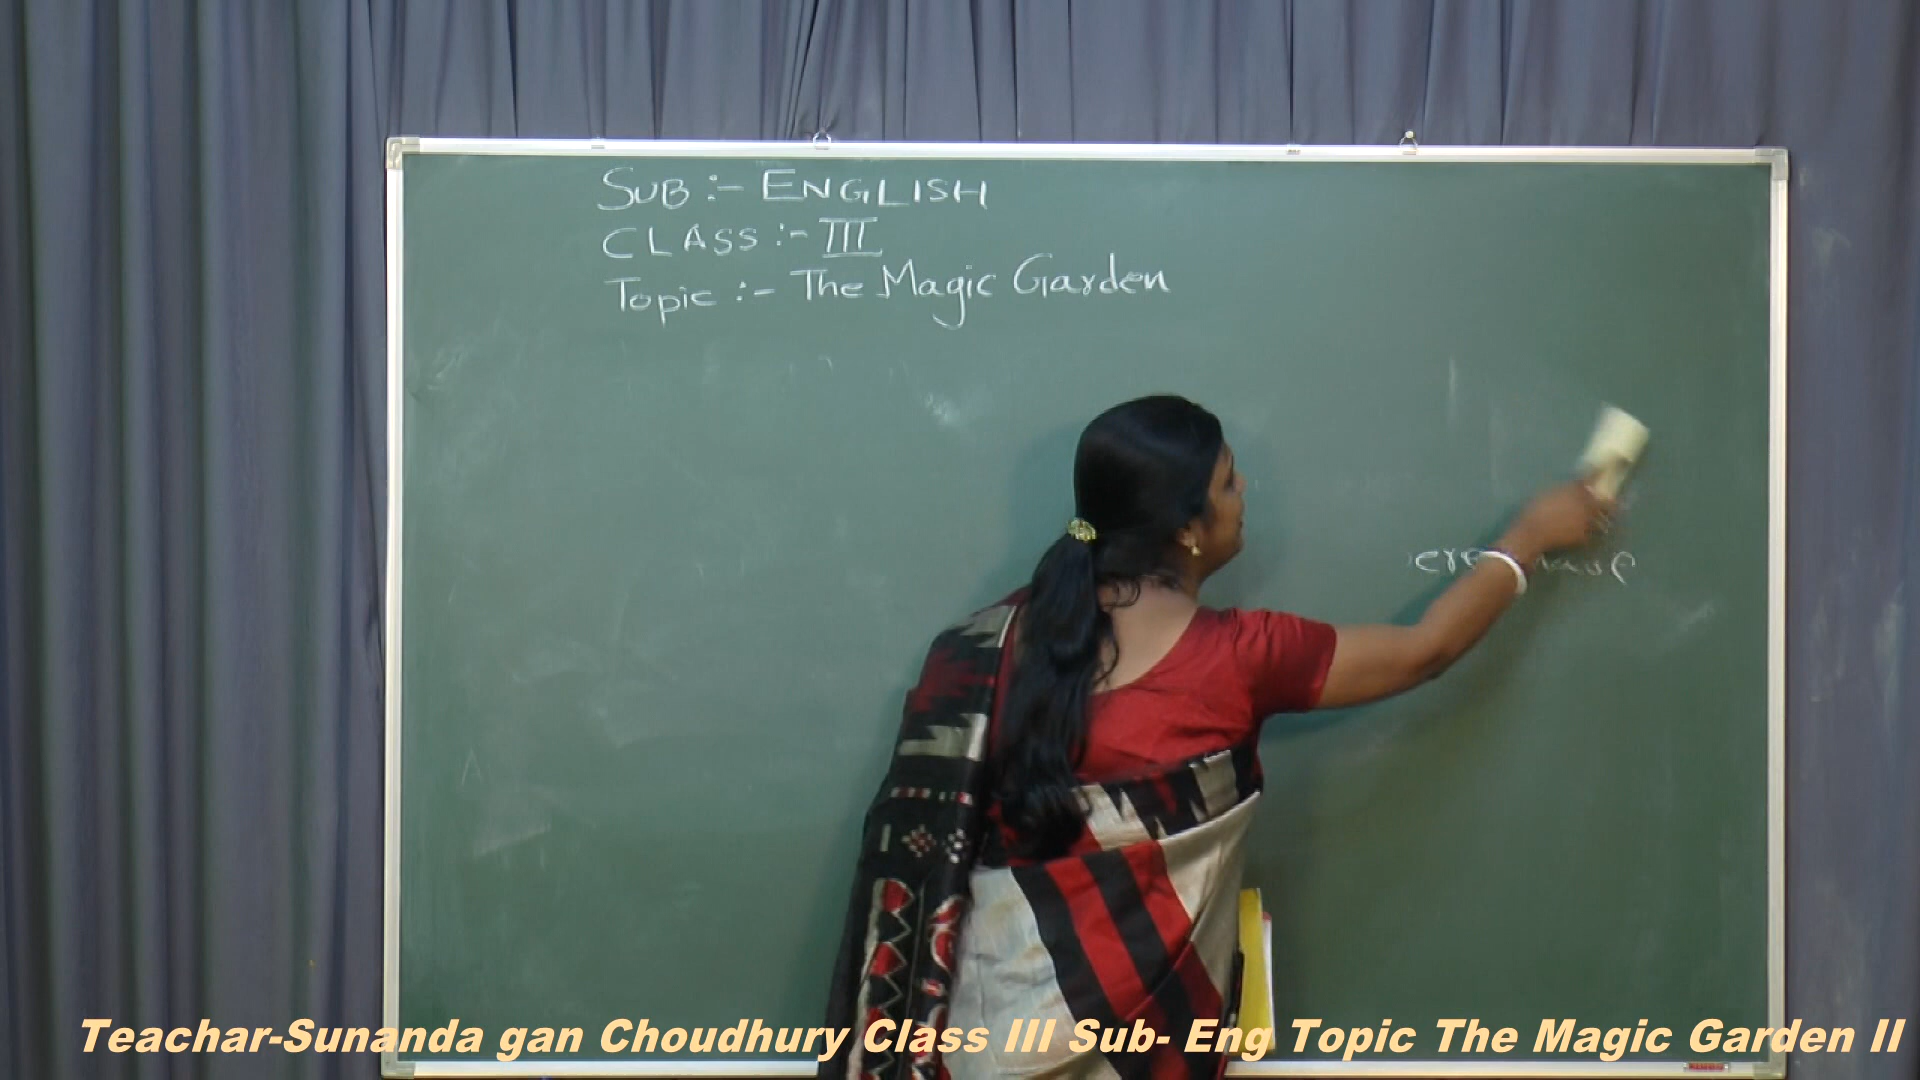 SUB :- ENGLISH
CLASS :- III
Topic :- The Magic Garden
Teachar-Sunanda gan Choudhury Class III Sub- Eng Topic The Magic Garden II